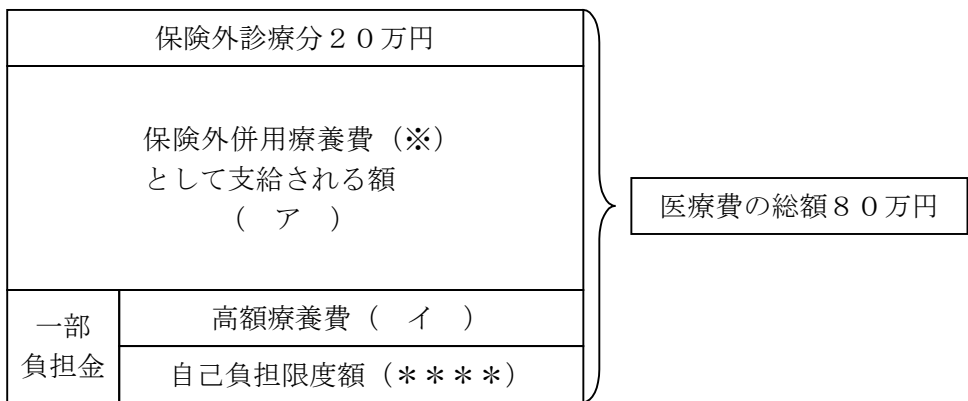 保険外診療分２０万円
保険外併用療養費（※）
として支給される額
（　ア　）
医療費の総額８０万円
一部
負担金
高額療養費（　イ　）
自己負担限度額（＊＊＊＊）